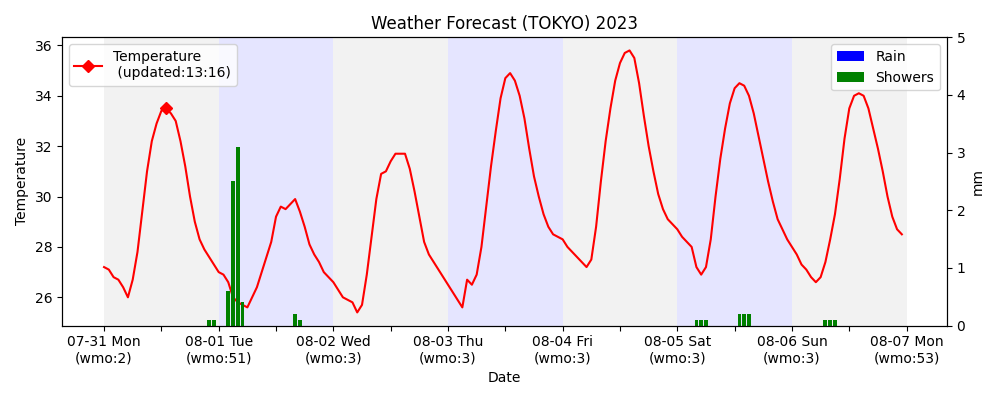 Weather Forecast (TOKYO) 2023
Temperature
(updated:13:16)
Rain
Showers
Temperature
36
34
32
30
28
26
5
4
3
2
1
0
mm
07-31 Mon
(wmo:2)
08-01 Tue
(wmo:51)
08-02 Wed
(wmo:3)
08-03 Thu
(wmo:3)
08-04 Fri
(wmo:3)
08-05 Sat
(wmo:3)
08-06 Sun
(wmo:3)
08-07 Mon
(wmo:53)
Date